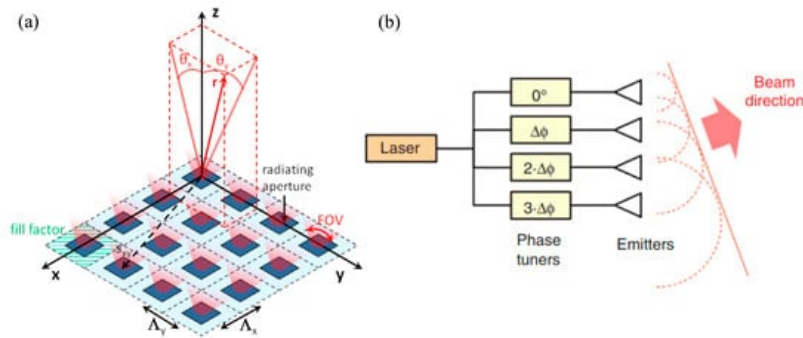 (a)
z
θx
θy
r
radiating
aperture
fill factor
FOV
x
y
Λy
Λx
(b)
Laser
0°
Δϕ
2·Δϕ
3·Δϕ
Phase
tuners
Emitters
Beam
direction